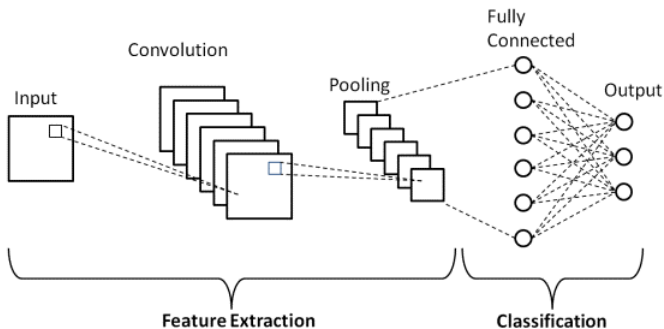 Input
Convolution
Pooling
Fully
Connected
Output
Feature Extraction
Classification